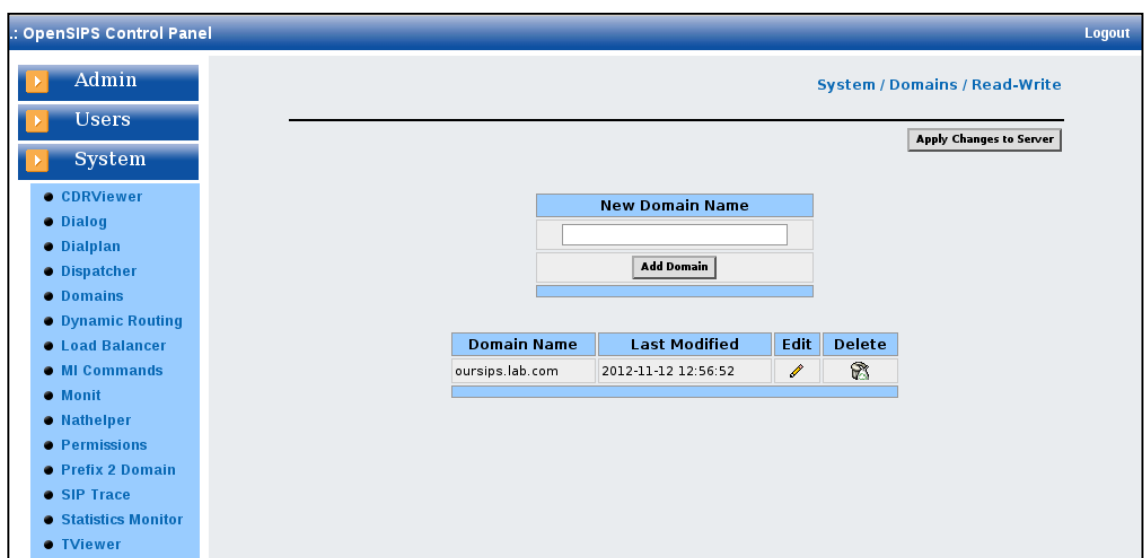 .: OpenSIPS Control Panel
Logout
Admin
Users
System
CDRViewer
Dialog
Dialplan
Dispatcher
Domains
Dynamic Routing
Load Balancer
MI Commands
Monit
Nathelper
Permissions
Prefix 2 Domain
SIP Trace
Statistics Monitor
TViewer
System / Domains / Read-Write
Apply Changes to Server
New Domain Name
Add Domain
Domain Name Last Modified Edit Delete
oursips.lab.com 2012-11-12 12:56:52